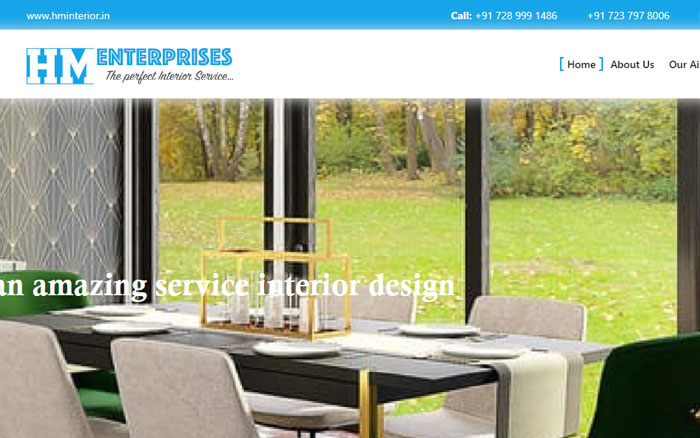 www.hminterior.in
Call: +91 728 999 1486 +91 723 797 8006
HM ENTERPRISES
The perfect Interior Service...
[ Home ] About Us Our Ai
an amazing service interior design